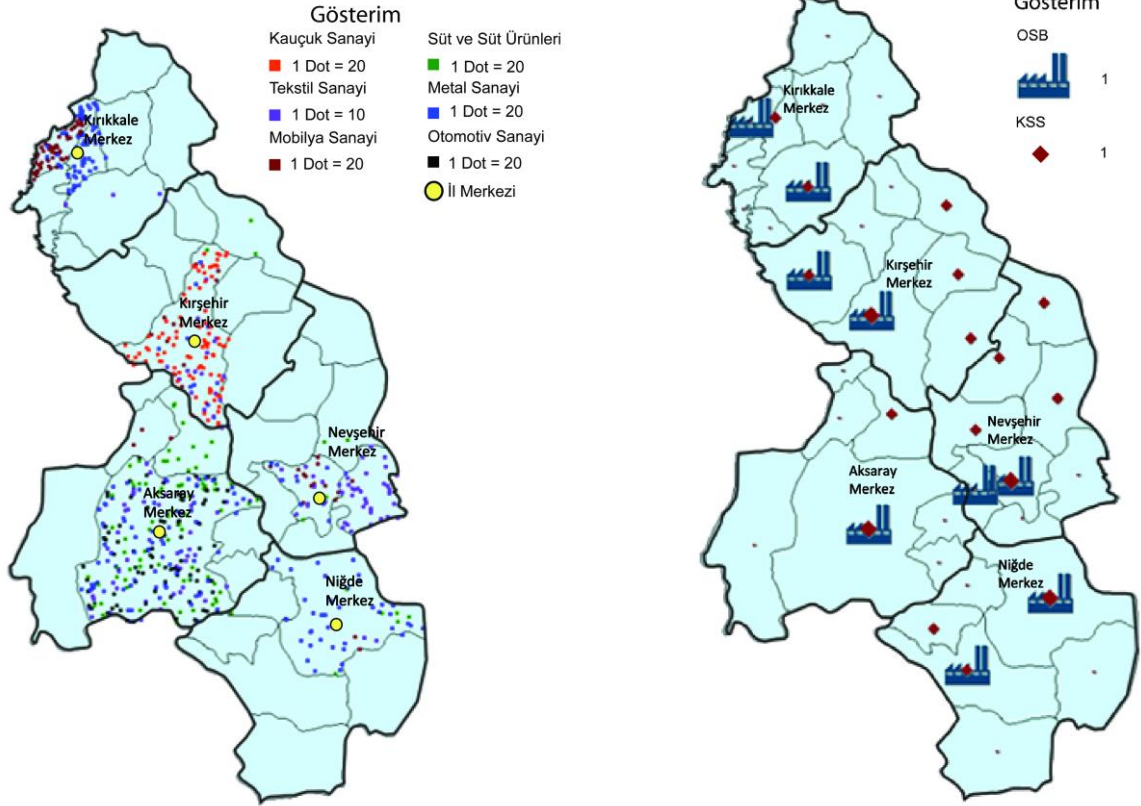 Gösterim
Kauçuk Sanayi
1 Dot = 20
Tekstil Sanayi
1 Dot = 10
Mobilya Sanayi
1 Dot = 20
Süt ve Süt Ürünleri
1 Dot = 20
Metal Sanayi
1 Dot = 20
Otomotiv Sanayi
1 Dot = 20
İl Merkezi
Kırıkkale
Merkez
Kırşehir
Merkez
Nevşehir
Merkez
Aksaray
Merkez
Niğde
Merkez
Gösterim
OSB
1
KSS
1
Kırıkkale
Merkez
Kırşehir
Merkez
Nevşehir
Merkez
Aksaray
Merkez
Niğde
Merkez